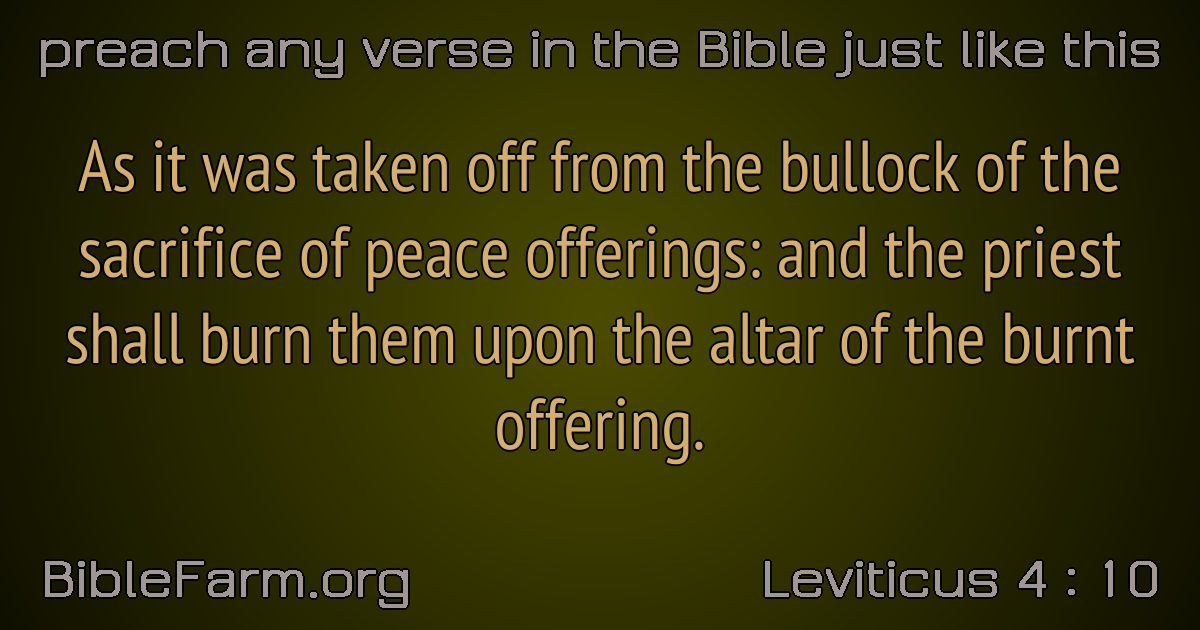 preach any verse in the Bible just like this
As it was taken off from the bullock of the
sacrifice of peace offerings: and the priest
shall burn them upon the altar of the burnt
offering.
BibleFarm.org
Leviticus 4 : 10